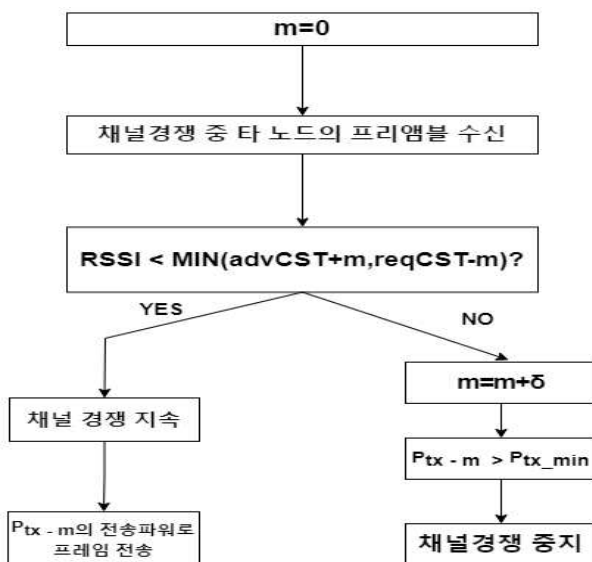 m=0
채널경쟁 중 타 노드의 프리앰블 수신
RSSI < MIN(advCST+m,reqCST-m)?
YES
NO
m=m+δ
채널 경쟁 지속
Ptx - m > Ptx_min
Ptx - m의 전송파워로
프레임 전송
채널경쟁 중지